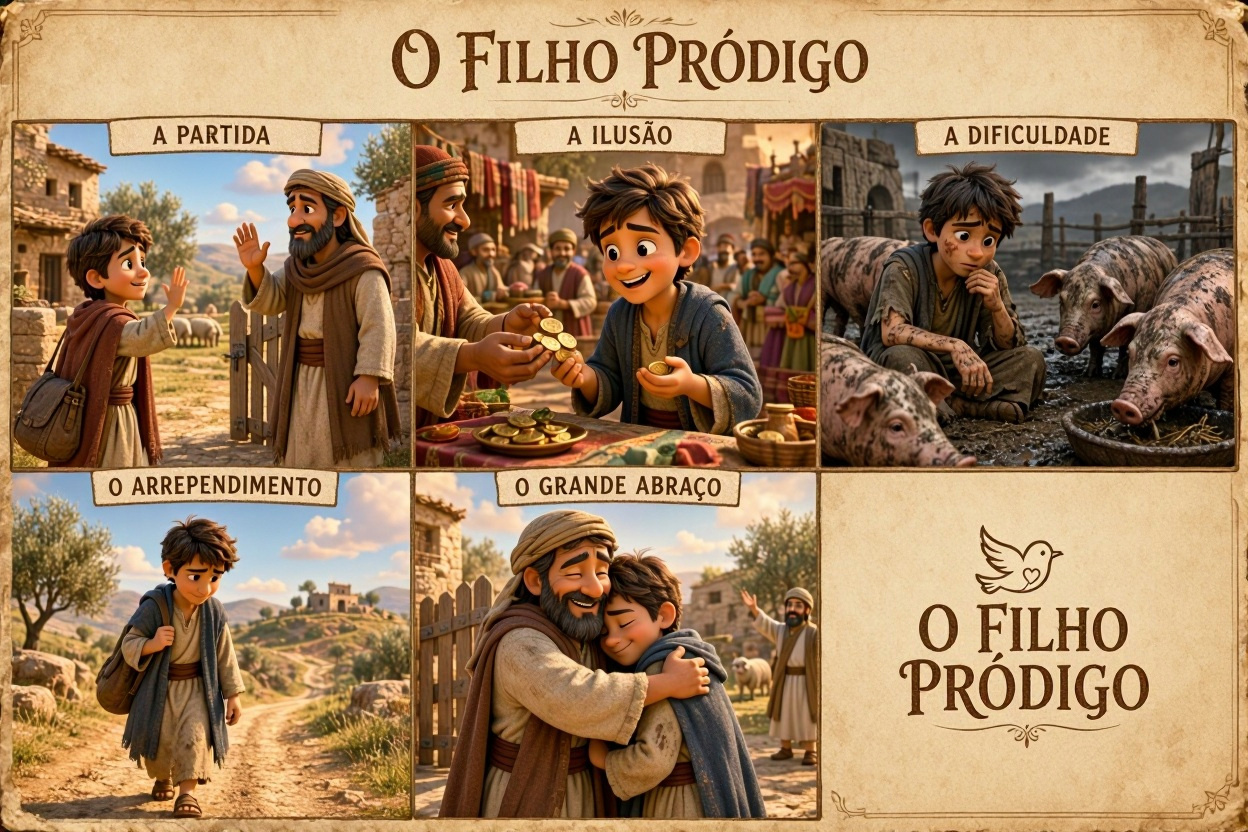 O FILHO PRÓDIGO
A PARTIDA
A ILUSÃO
A DIFICULDADE
O ARREPENDIMENTO
O GRANDE ABRAÇO
O FILHO
PRÓDIGO